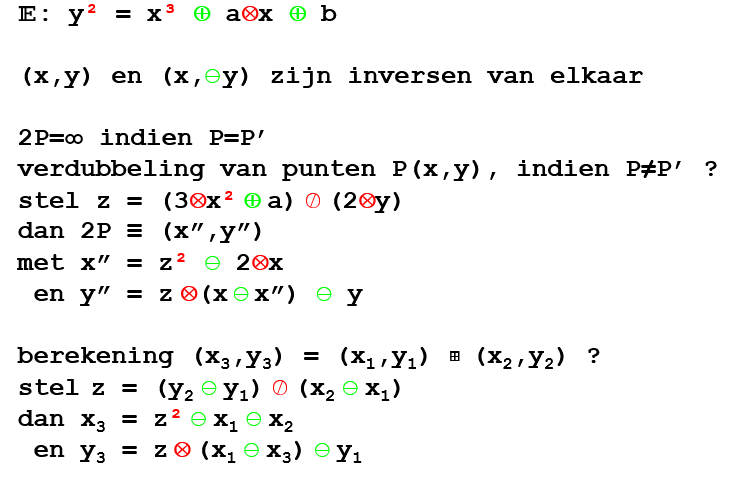 𝔼: y² = x³ ⊕ a⊗x ⊕ b
(x,y) en (x,⊖y) zijn inversen van elkaar
2P=∞ indien P=P′
verdubbeling van punten P(x,y), indien P≠P′ ?
stel z = (3⊗x² ⊕ a) ⊘ (2⊗y)
dan 2P ≡ (x″,y″)
met x″ = z² ⊖ 2⊗x
en y″ = z ⊗(x⊖x″) ⊖ y
berekening (x₃,y₃) = (x₁,y₁) ⊞ (x₂,y₂) ?
stel z = (y₂⊖y₁) ⊘ (x₂⊖x₁)
dan x₃ = z² ⊖ x₁ ⊖ x₂
en y₃ = z ⊗ (x₁ ⊖ x₃) ⊖ y₁